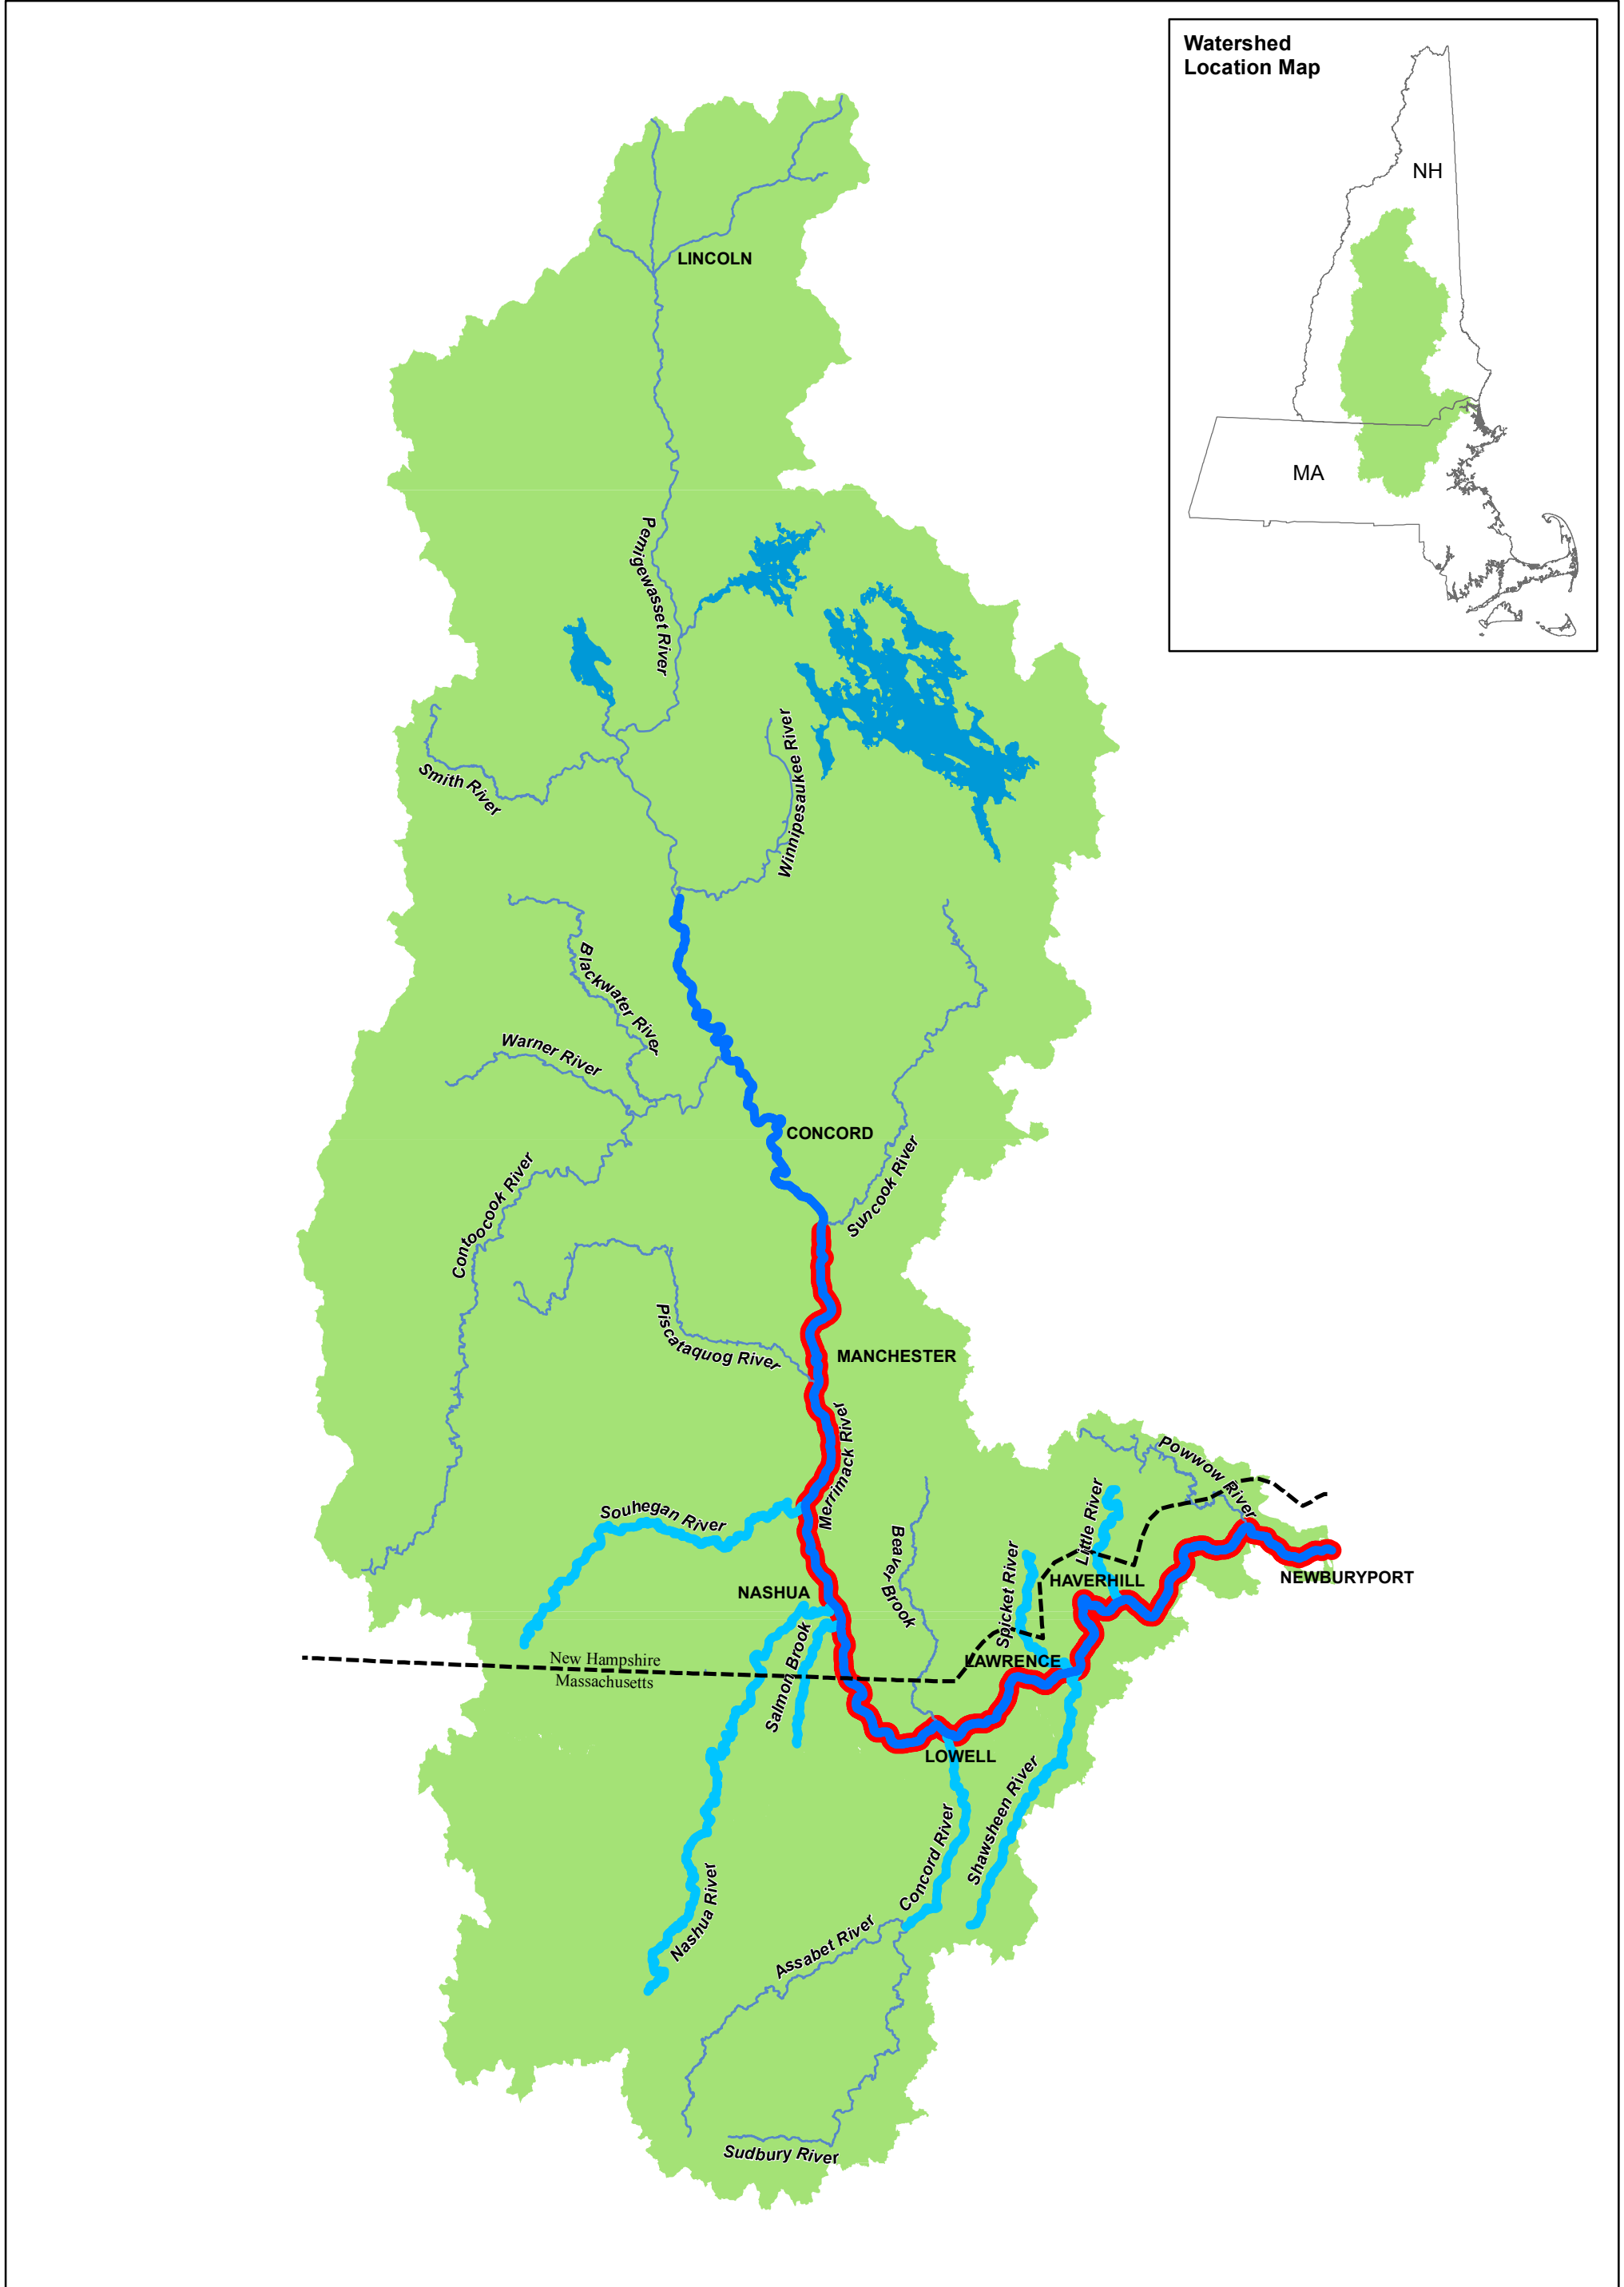 Watershed
Location Map
NH
MA
LINCOLN
Pemigewasset River
Smith River
Winnipesaukee River
Blackwater River
Warner River
CONCORD
Suncook River
Contoocook River
Piscataquog River
MANCHESTER
Merrimack River
Souhegan River
Powwow River
Little River
Beaver Brook
Spicket River
NASHUA
HAVERHILL
NEWBURYPORT
Salmon Brook
LAWRENCE
New Hampshire
Massachusetts
LOWELL
Shawsheen River
Concord River
Nashua River
Assabet River
Sudbury River